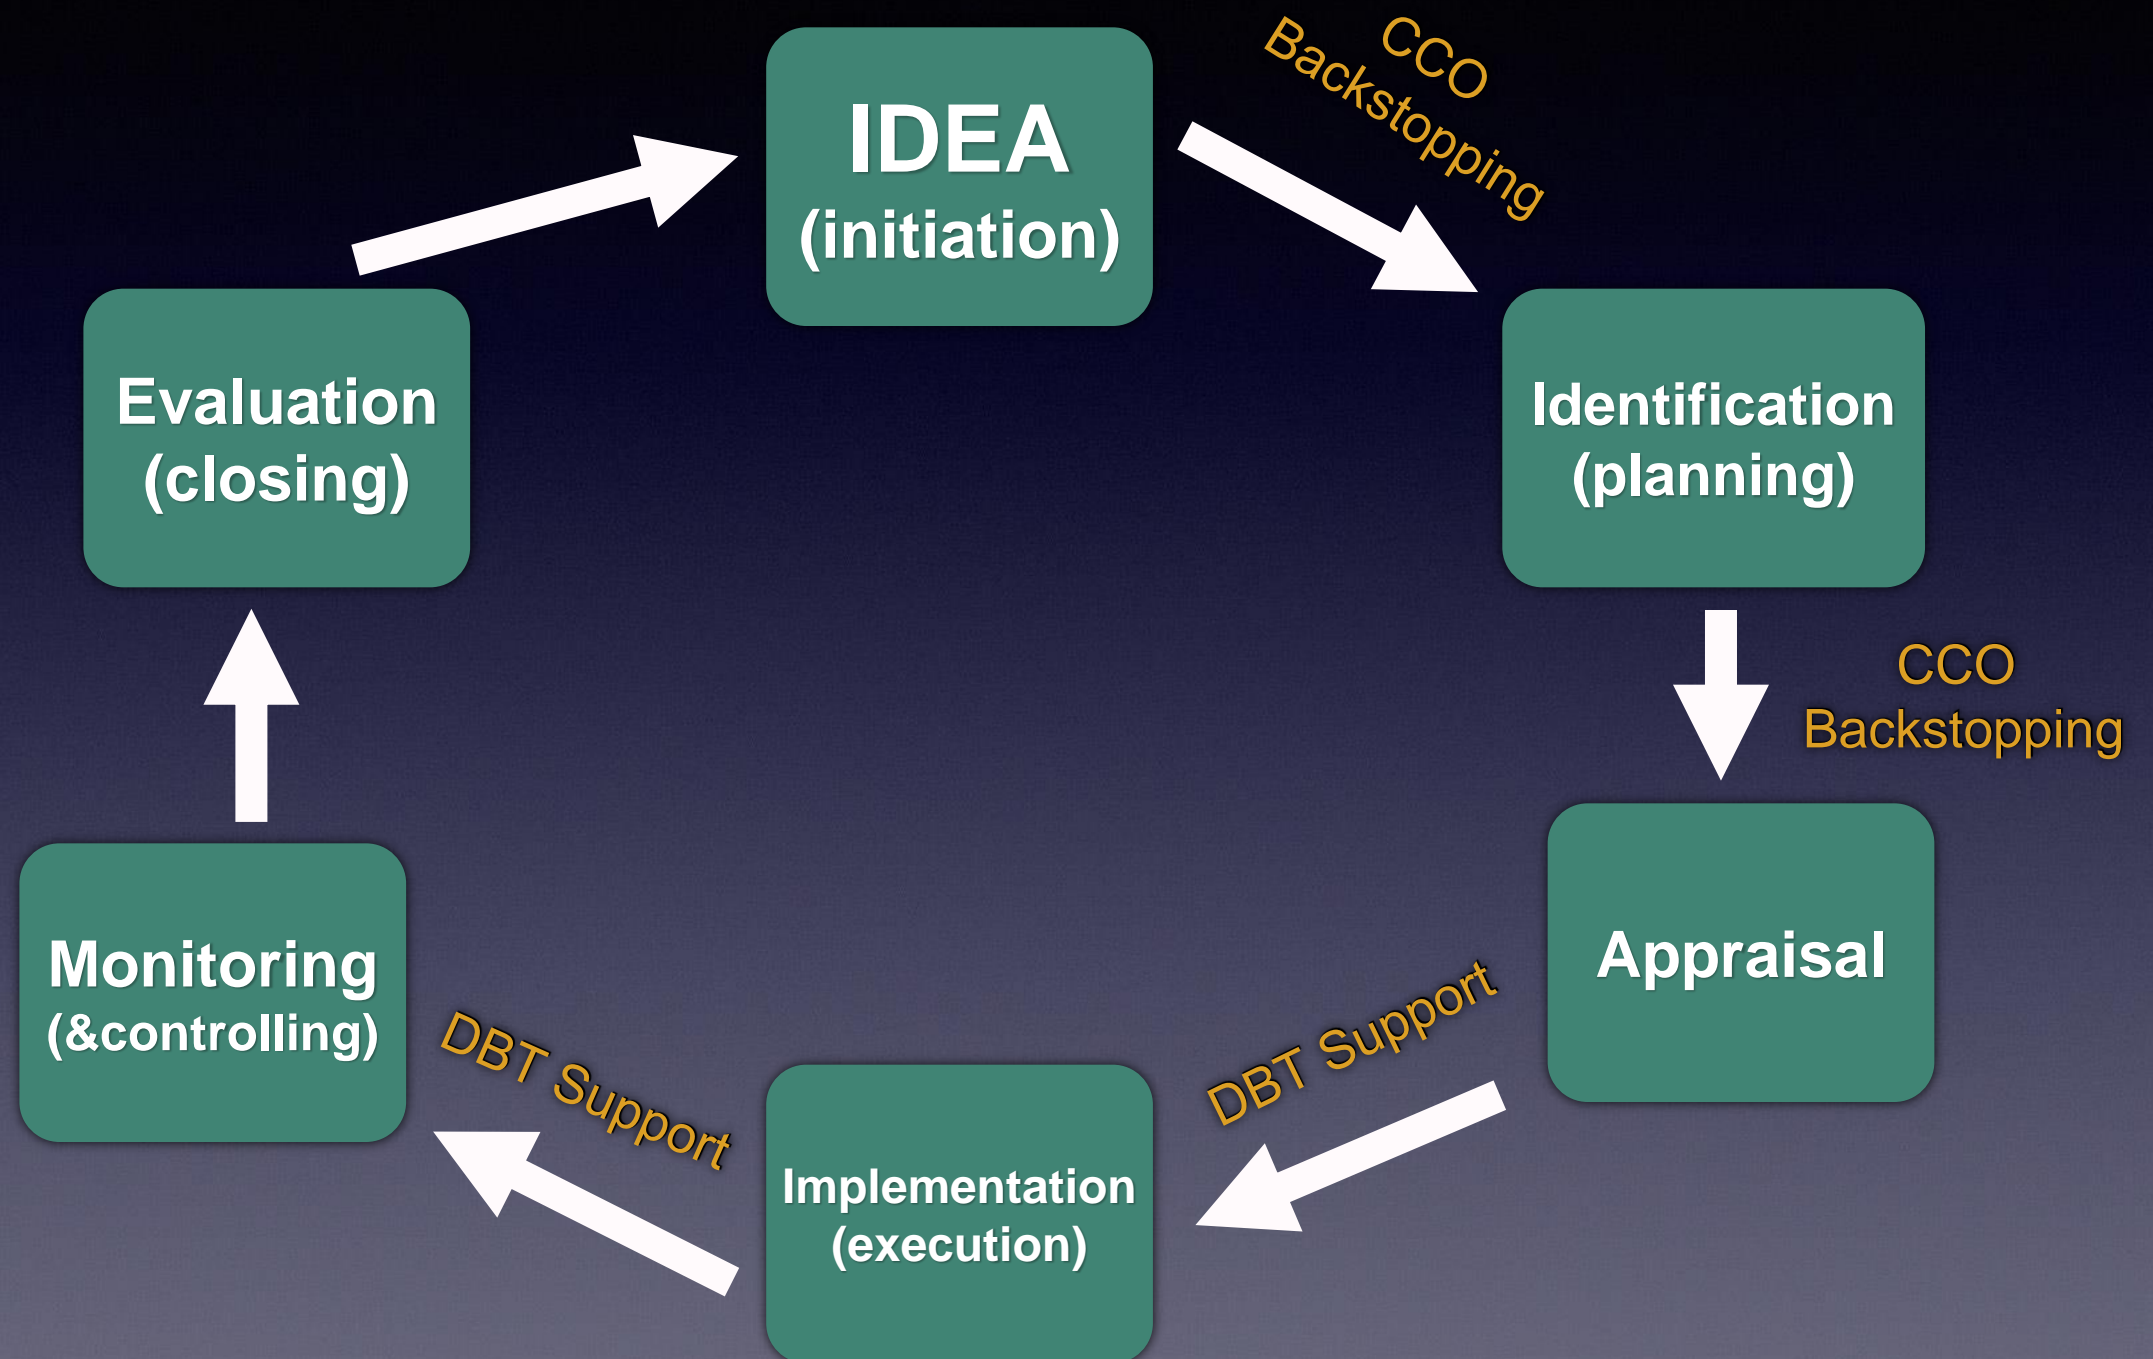 IDEA
(initiation)
CCO
Backstopping
Identification
(planning)
CCO
Backstopping
Appraisal
DBT Support
Implementation
(execution)
DBT Support
Monitoring
(&controlling)
Evaluation
(closing)